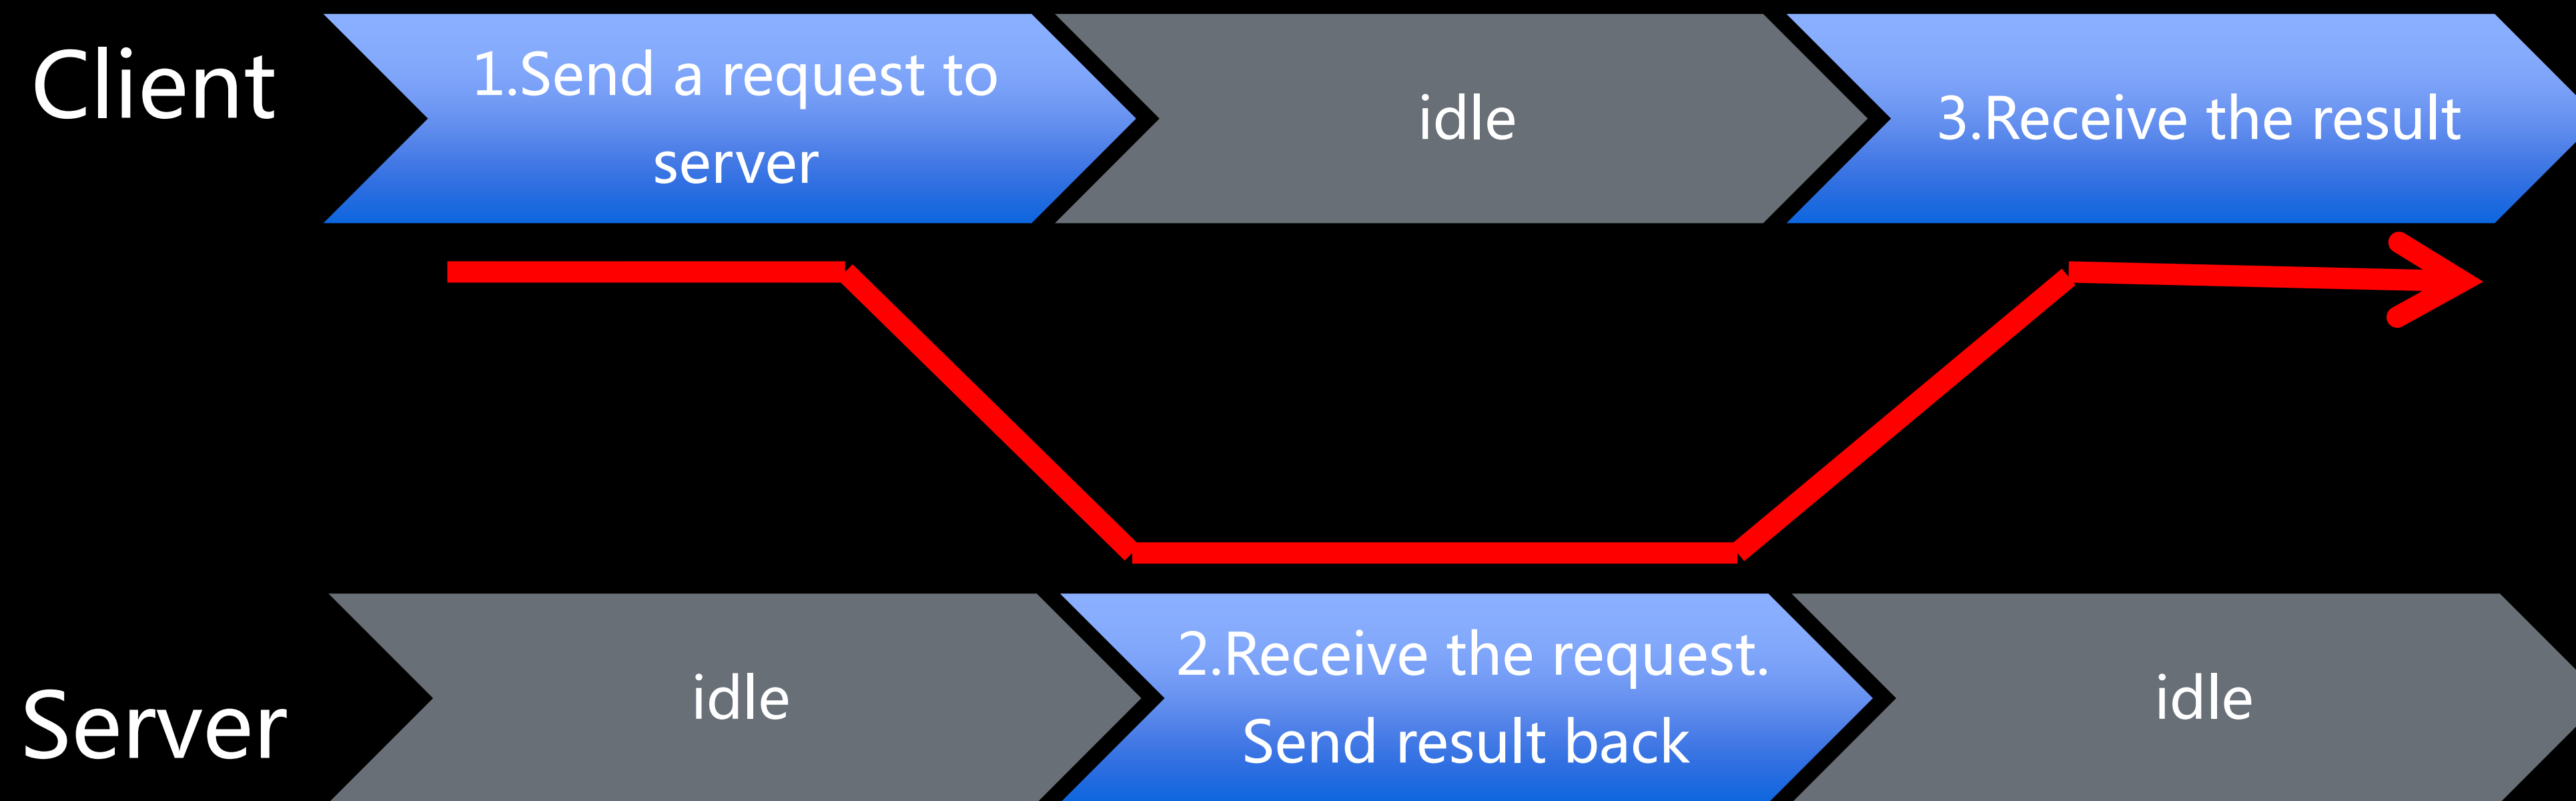 Client
1.Send a request to
server
idle
3.Receive the result
Server
idle
2.Receive the request.
Send result back
idle